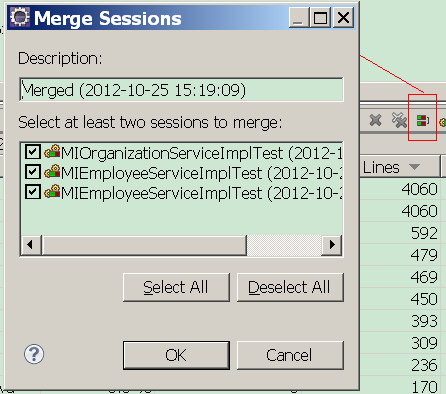 Merge Sessions
Description:
Merged (2012-10-25 15:19:09)
Select at least two sessions to merge:
MIOrganizationServiceImplTest (2012-1
MIEmployeeServiceImplTest (2012-10-2
MIEmployeeServiceImplTest (2012-10-2
Select All
Deselect All
OK
Cancel
Lines
4060
4060
592
479
469
450
393
309
236
170